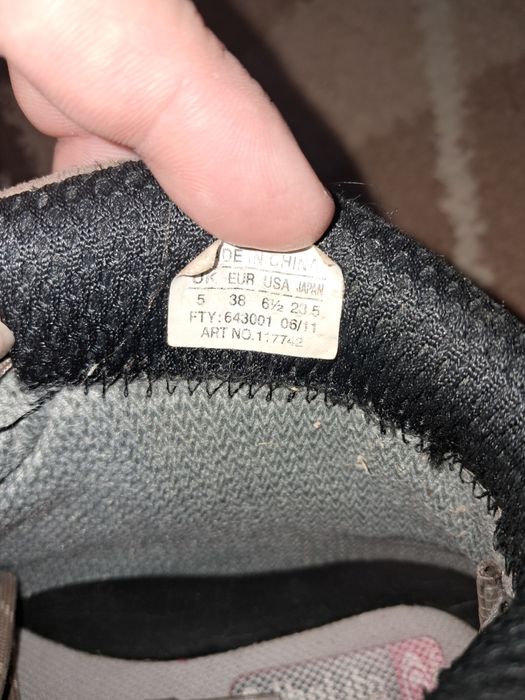 DE IN CHINA
UK EUR USA JAPAN
5 38 6½ 23.5
FTY:643001 06/11
ART NO.117742